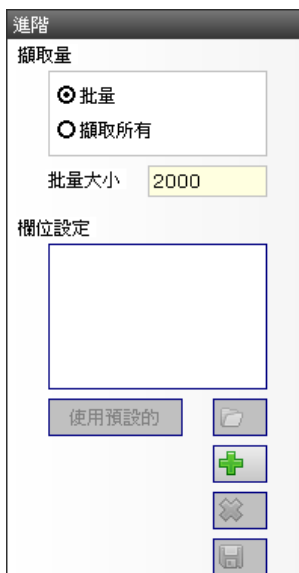 進階
擷取量
批量
擷取所有
批量大小 2000
欄位設定
使用預設的